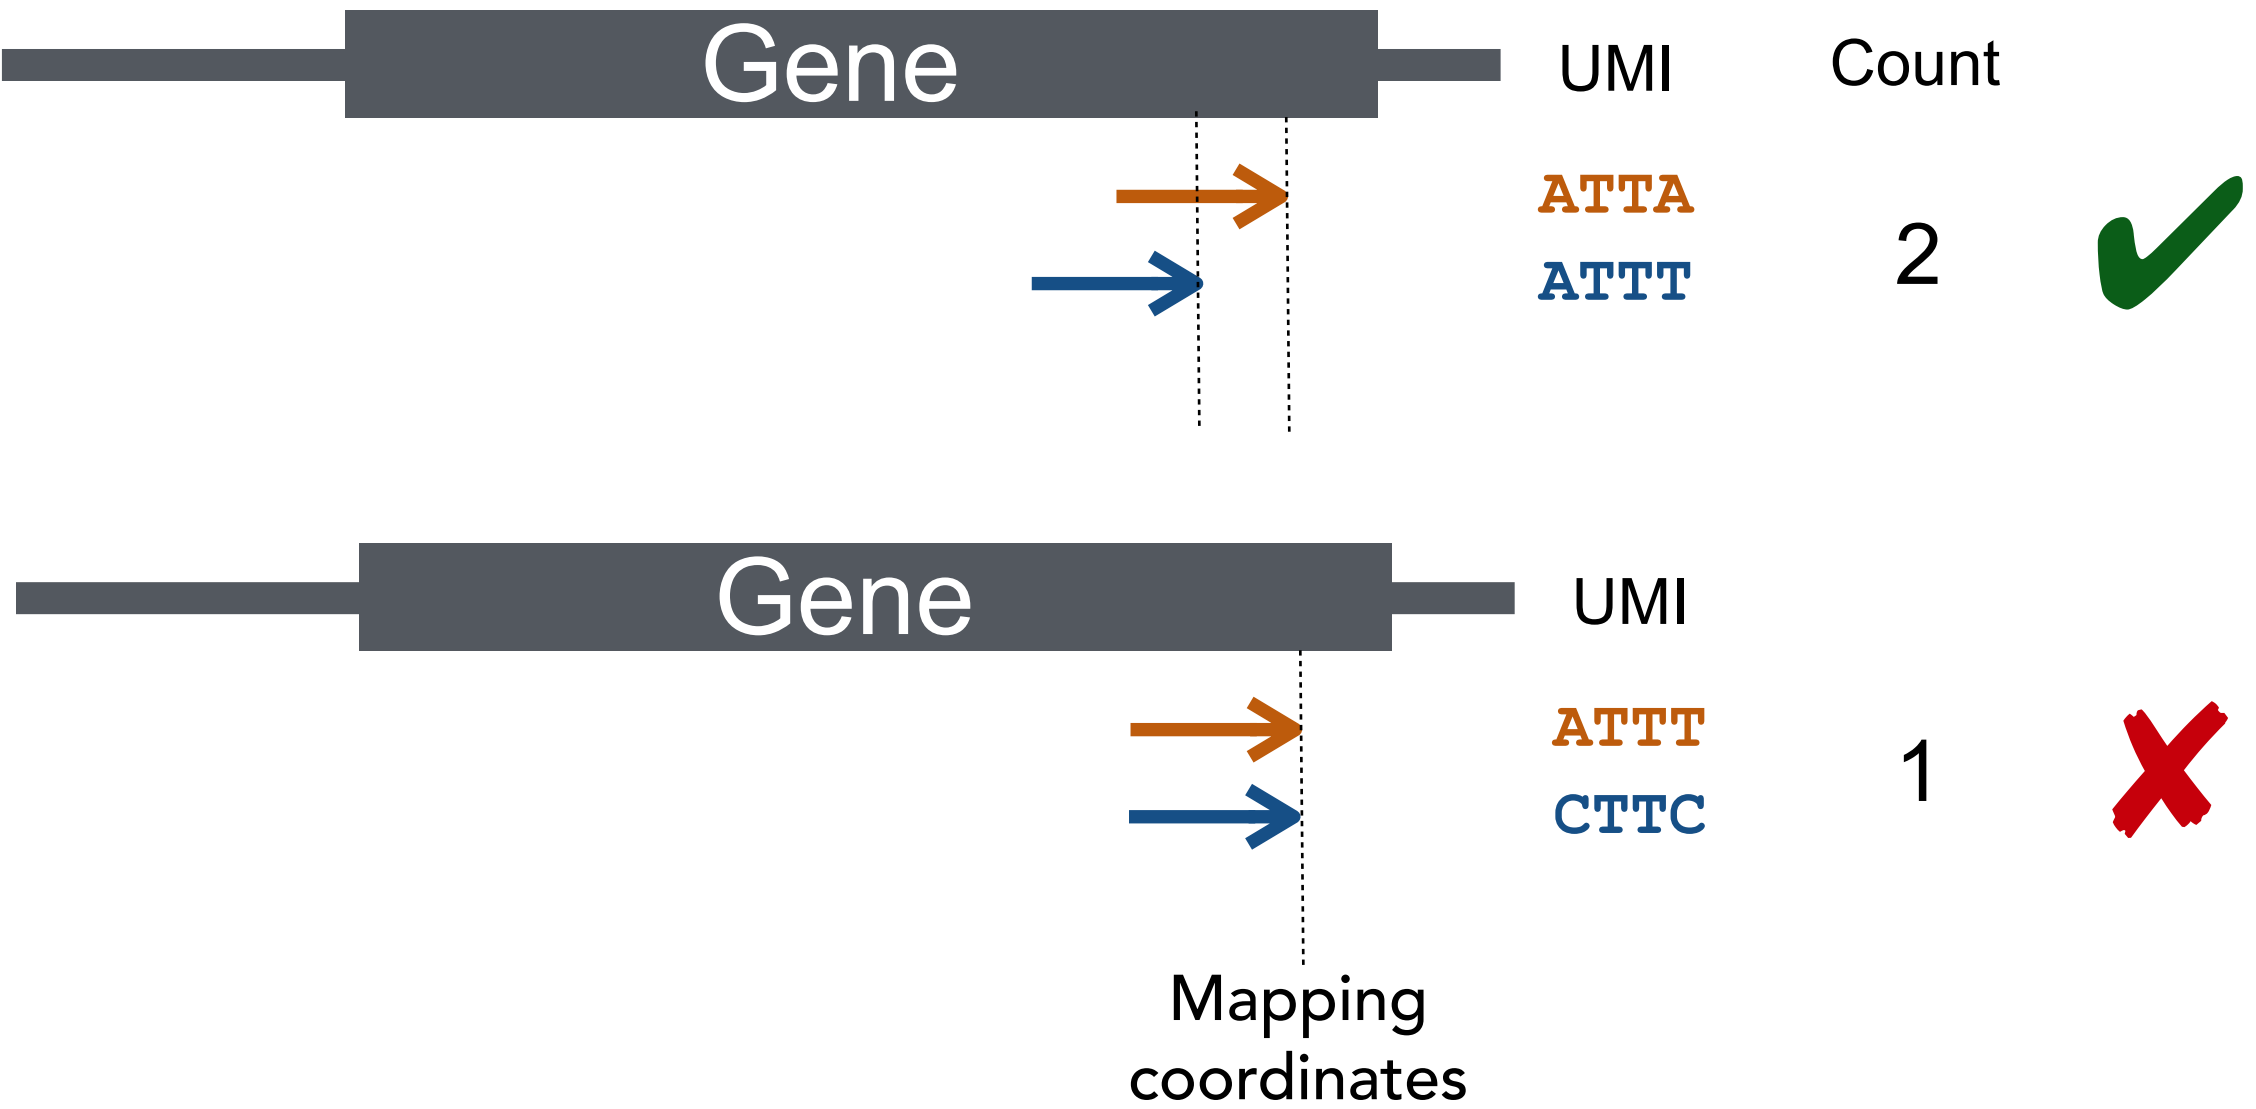 Gene UMI Count
ATTA
ATTT
2
Gene UMI
ATTT
CTTC
1
Mapping
coordinates